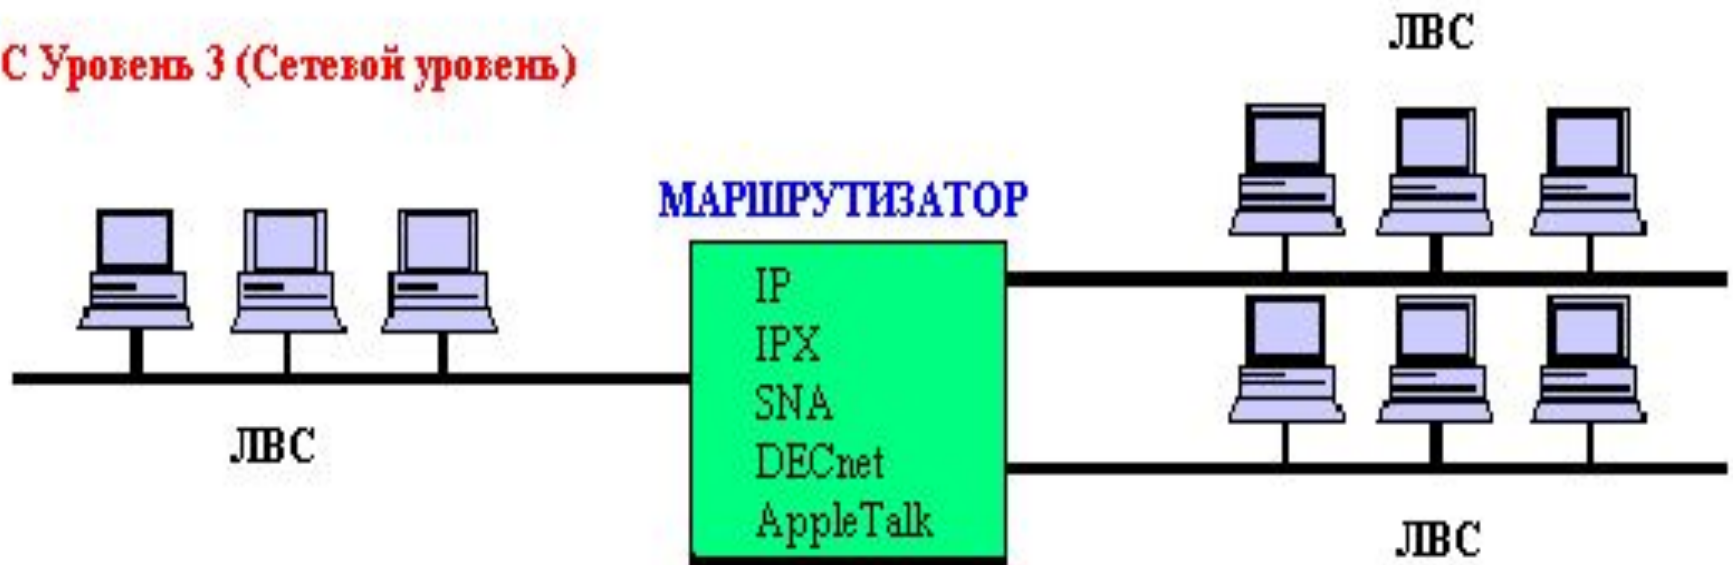 С Уровень 3 (Сетевой уровень)
ЛВС
МАРШРУТИЗАТОР
IP
IPX
SNA
DECnet
AppleTalk
ЛВС
ЛВС